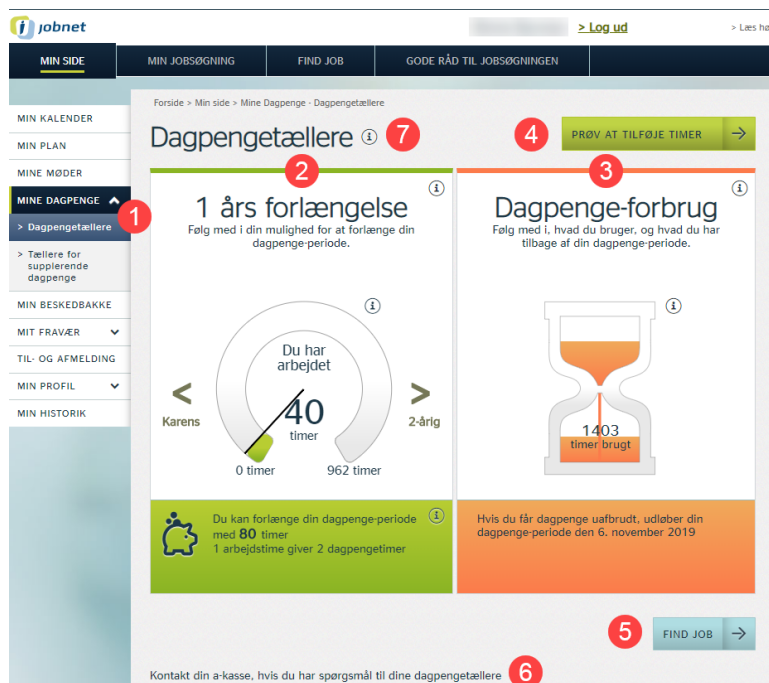 jobnet
> Log ud
> Læs hø
MIN SIDE
MIN JOBSØGNING
FIND JOB
GODE RÅD TIL JOBSØGNINGEN
MIN KALENDER
MIN PLAN
MINE MØDER
MINE DAGPENGE
1
> Dagpengetællere
> Tællere for
supplerende
dagpenge
MIN BESKEDBAKKE
MIT FRAVÆR
TIL- OG AFMELDING
MIN PROFIL
MIN HISTORIK
Forside > Min side > Mine Dagpenge - Dagpengetællere
Dagpengetællere i 7
4
PRØV AT TILFØJE TIMER →
2
i
1 års forlængelse
Følg med i din mulighed for at forlænge din
dagpenge-periode.
i
Du har
arbejdet
40
timer
<
Karens
>
2-årig
0 timer
962 timer
Du kan forlænge din dagpenge-periode
med 80 timer
1 arbejdstime giver 2 dagpengetimer
i
3
i
Dagpenge-forbrug
Følg med i, hvad du bruger, og hvad du har
tilbage af din dagpenge-periode.
i
1403
timer brugt
Hvis du får dagpenge uafbrudt, udløber din
dagpenge-periode den 6. november 2019
5
FIND JOB →
Kontakt din a-kasse, hvis du har spørgsmål til dine dagpengetællere 6